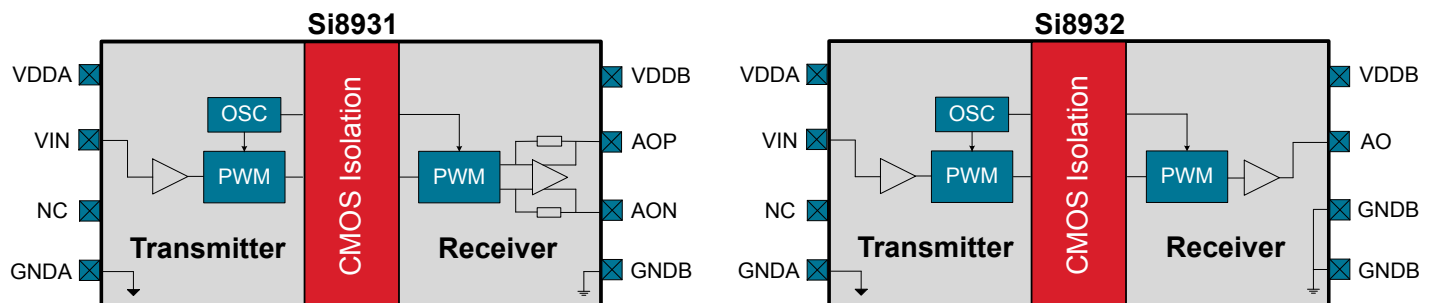 Si8931
VDDA
VIN
NC
GNDA
OSC
PWM
Transmitter
CMOS Isolation
PWM
Receiver
VDDB
AOP
AON
GNDB
Si8932
VDDA
VIN
NC
GNDA
OSC
PWM
Transmitter
CMOS Isolation
PWM
Receiver
VDDB
AO
GNDB
GNDB